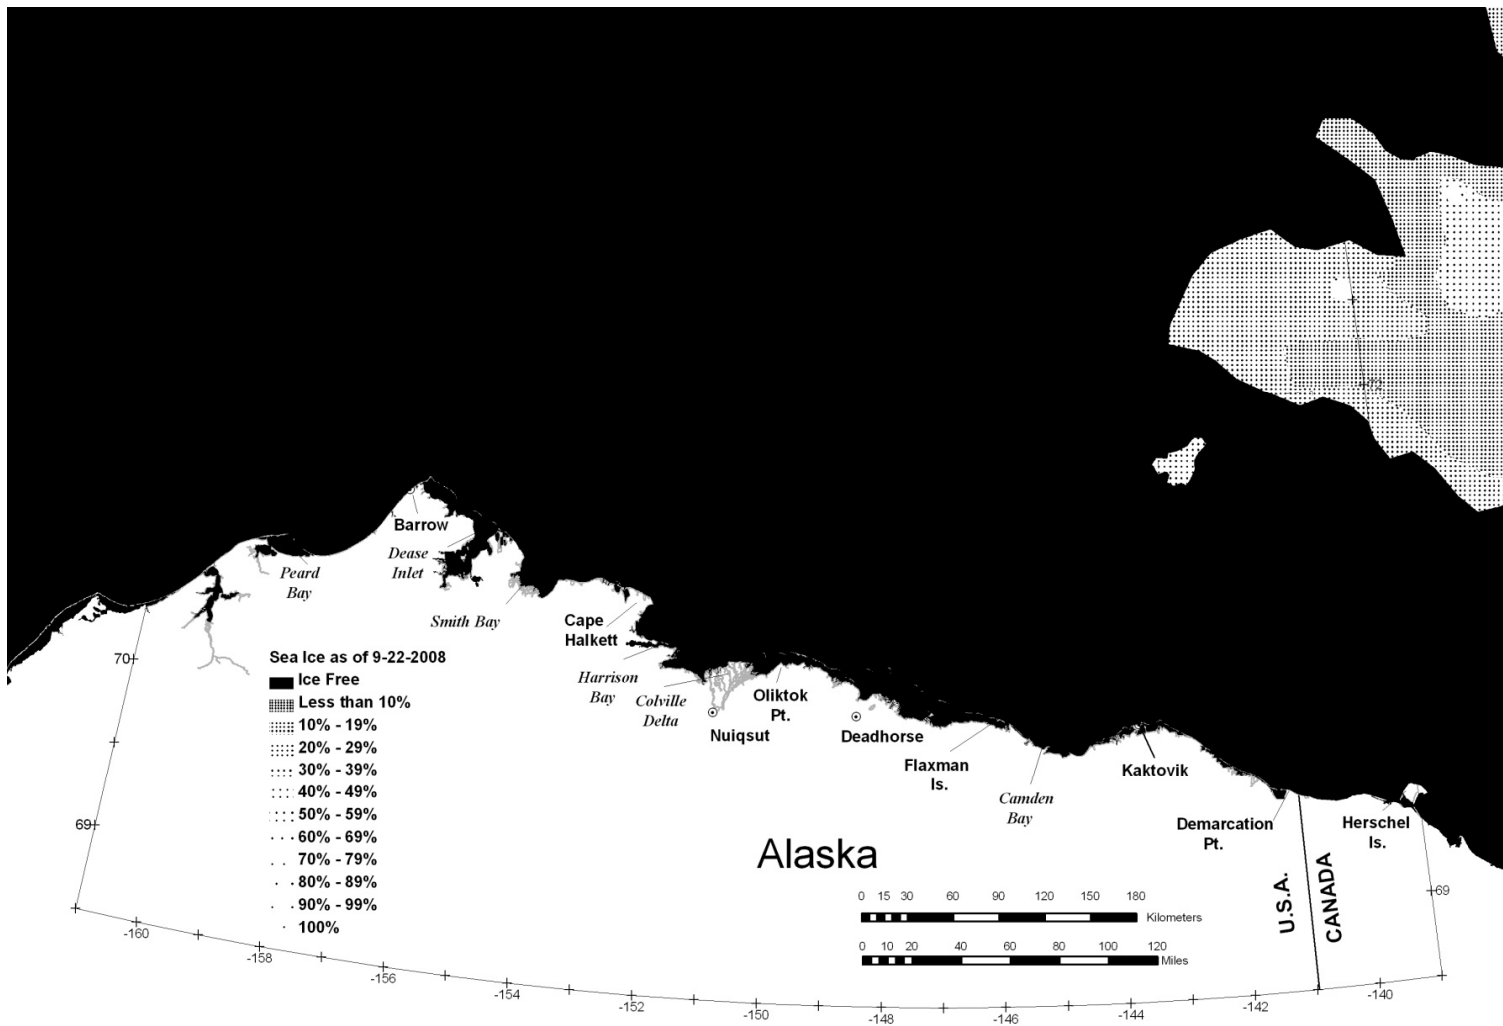 72
Barrow
Dease
Inlet
Peard
Bay
Smith Bay
Cape
Halkett
Harrison
Bay
Colville
Delta
Oliktok
Pt.
Nuiqsut
Deadhorse
Flaxman
Is.
Camden
Bay
Kaktovik
Demarcation
Pt.
Herschel
Is.
70
69
Sea Ice as of 9-22-2008
Ice Free
Less than 10%
10% - 19%
20% - 29%
30% - 39%
40% - 49%
50% - 59%
60% - 69%
70% - 79%
80% - 89%
90% - 99%
100%
Alaska
U.S.A.
CANADA
69
0 15 30 60 90 120 150 180
Kilometers
0 10 20 40 60 80 100 120
Miles
-160
-158
-156
-154
-152
-150
-148
-146
-144
-142
-140